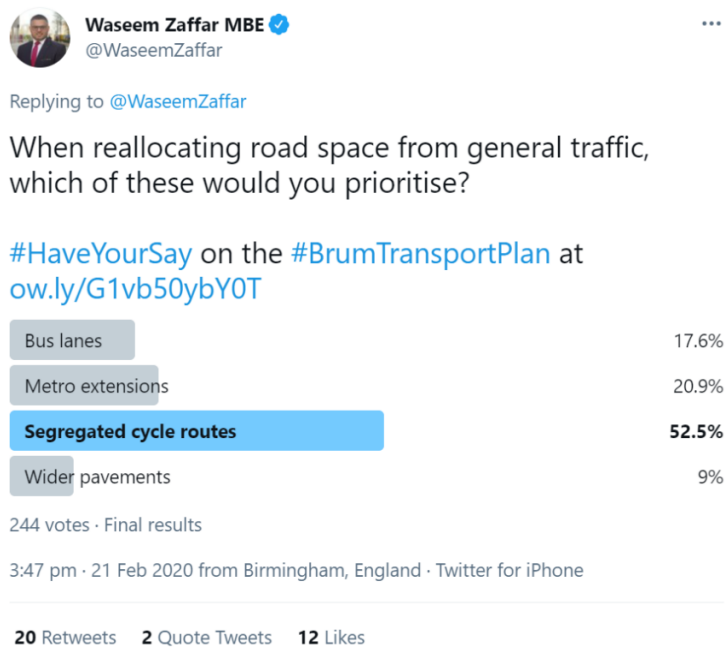 Waseem Zaffar MBE
@WaseemZaffar
Replying to @WaseemZaffar
When reallocating road space from general traffic,
which of these would you prioritise?
#HaveYourSay on the #BrumTransportPlan at
ow.ly/G1vb50ybY0T
Bus lanes 17.6%
Metro extensions 20.9%
Segregated cycle routes 52.5%
Wider pavements 9%
244 votes · Final results
3:47 pm · 21 Feb 2020 from Birmingham, England · Twitter for iPhone
20 Retweets 2 Quote Tweets 12 Likes